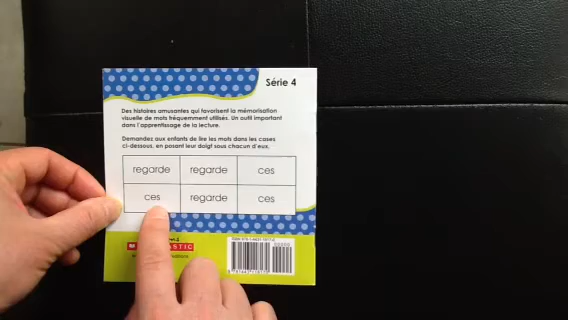 Série 4
Des histoires amusantes qui favorisent la mémorisation
visuelle de mots fréquemment utilisés. Un outil important
dans l'apprentissage de la lecture.
Demandez aux enfants de lire les mots dans les cases
ci-dessous, en posant leur doigt sous chacun d'eux.
regarde regarde ces
ces regarde ces